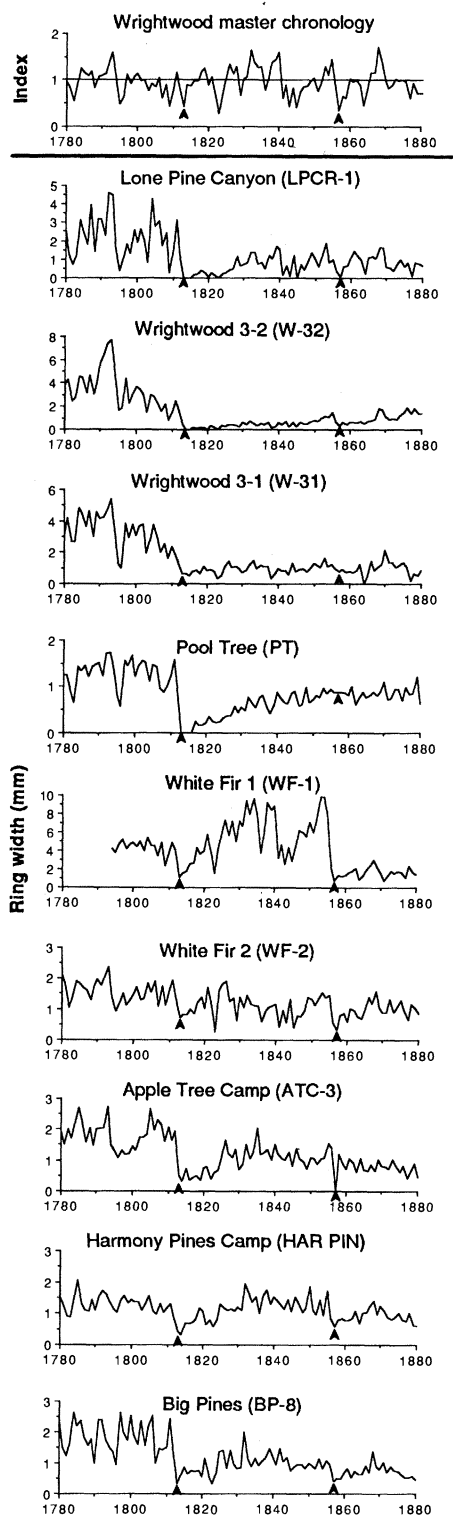 Wrightwood master chronology
Index
2
1
0
1780 1800 1820 1840 1860 1880
Lone Pine Canyon (LPCR-1)
5
4
3
2
1
0
1780 1800 1820 1840 1860 1880
Wrightwood 3-2 (W-32)
8
6
4
2
0
1780 1800 1820 1840 1860 1880
Wrightwood 3-1 (W-31)
6
4
2
0
1780 1800 1820 1840 1860 1880
Pool Tree (PT)
2
1
0
1780 1800 1820 1840 1860 1880
Ring width (mm)
White Fir 1 (WF-1)
10
8
6
4
2
0
1780 1800 1820 1840 1860 1880
White Fir 2 (WF-2)
3
2
1
0
1780 1800 1820 1840 1860 1880
Apple Tree Camp (ATC-3)
3
2
1
0
1780 1800 1820 1840 1860 1880
Harmony Pines Camp (HAR PIN)
3
2
1
0
1780 1800 1820 1840 1860 1880
Big Pines (BP-8)
3
2
1
0
1780 1800 1820 1840 1860 1880